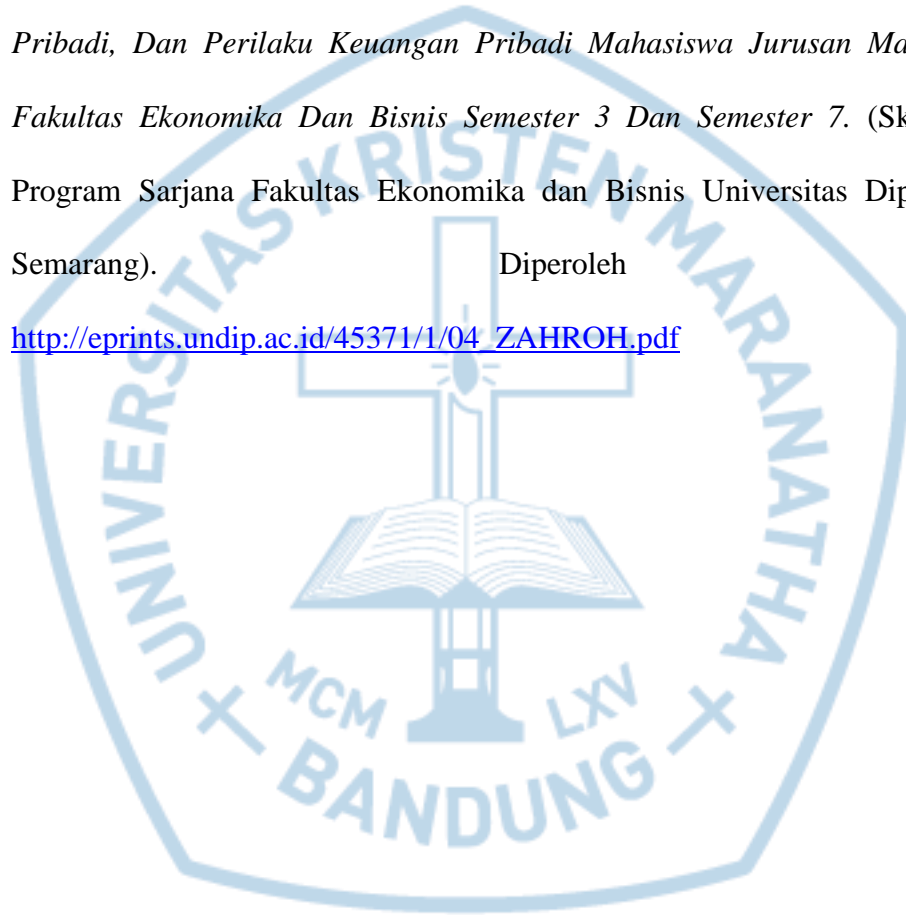 Pribadi, Dan Perilaku Keuangan Pribadi Mahasiswa Jurusan Ma
Fakultas Ekonomika Dan Bisnis Semester 3 Dan Semester 7. (Sk
Program Sarjana Fakultas Ekonomika dan Bisnis Universitas Dip
Semarang). Diperoleh
http://eprints.undip.ac.id/45371/1/04_ZAHROH.pdf
UNIVERSITAS KRISTEN MARANATHA
MCM LXV
BANDUNG